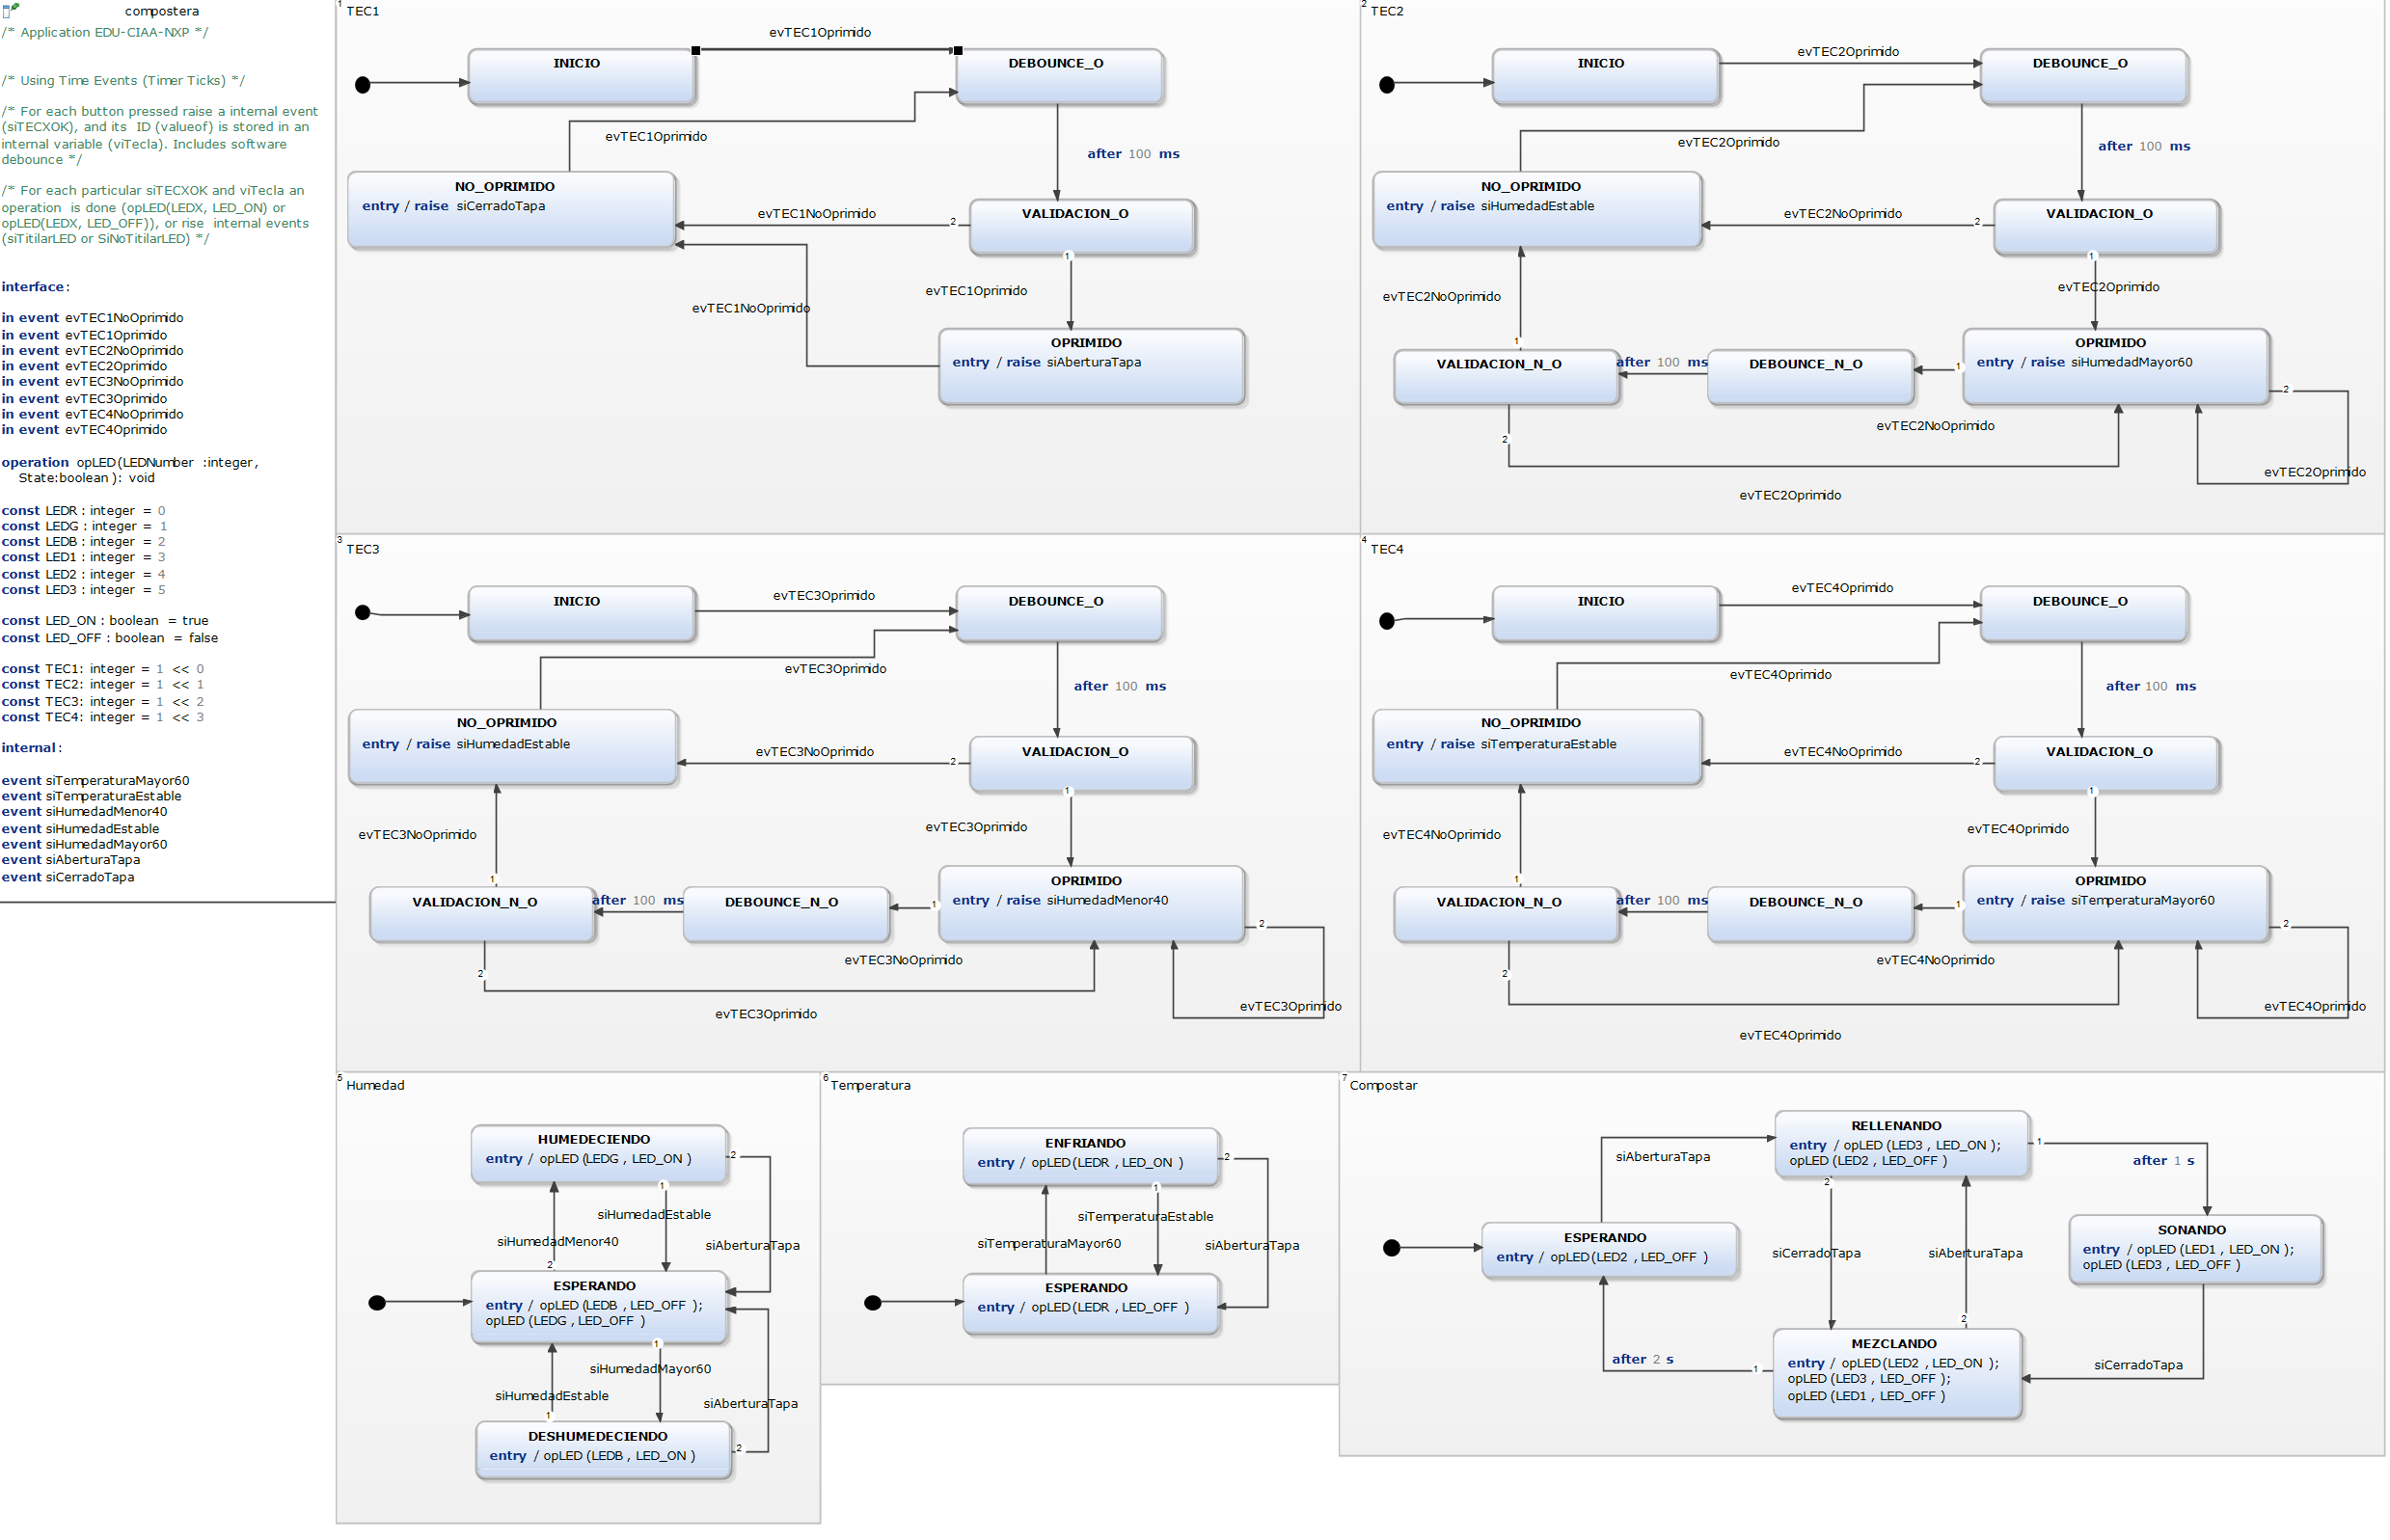 compostera
/* Application EDU-CIAA-NXP */
/* Using Time Events (Timer Ticks) */
/* For each button pressed raise a internal event
(siTECXOK), and its ID (valueof) is stored in an
internal variable (viTecla). Includes software
debounce */
/* For each particular siTECXOK and viTecla an
operation is done (opLED(LEDX, LED_ON) or
opLED(LEDX, LED_OFF)), or rise internal events
(siTitilarLED or SiNoTitilarLED) */
interface:
in event evTEC1NoOprimido
in event evTEC1Oprimido
in event evTEC2NoOprimido
in event evTEC2Oprimido
in event evTEC3NoOprimido
in event evTEC3Oprimido
in event evTEC4NoOprimido
in event evTEC4Oprimido
operation opLED(LEDNumber :integer,
State:boolean): void
const LEDR : integer = 0
const LEDG : integer = 1
const LEDB : integer = 2
const LED1 : integer = 3
const LED2 : integer = 4
const LED3 : integer = 5
const LED_ON : boolean = true
const LED_OFF : boolean = false
const TEC1: integer = 1 << 0
const TEC2: integer = 1 << 1
const TEC3: integer = 1 << 2
const TEC4: integer = 1 << 3
internal:
event siTemperaturaMayor60
event siTemperaturaEstable
event siHumedadMenor40
event siHumedadEstable
event siHumedadMayor60
event siAberturaTapa
event siCerradoTapa
1 TEC1
evTEC1Oprimido
INICIO
DEBOUNCE_O
evTEC1Oprimido
after 100 ms
NO_OPRIMIDO
entry / raise siCerradoTapa
evTEC1NoOprimido
2
VALIDACION_O
1
evTEC1Oprimido
evTEC1NoOprimido
OPRIMIDO
entry / raise siAberturaTapa
2 TEC2
evTEC2Oprimido
INICIO
DEBOUNCE_O
evTEC2Oprimido
after 100 ms
NO_OPRIMIDO
entry / raise siHumedadEstable
evTEC2NoOprimido
2
VALIDACION_O
1
evTEC2Oprimido
evTEC2NoOprimido
1
VALIDACION_N_O
after 100 ms
DEBOUNCE_N_O
1
OPRIMIDO
entry / raise siHumedadMayor60
2
evTEC2NoOprimido
2
evTEC2Oprimido
evTEC2Oprimido
3 TEC3
evTEC3Oprimido
INICIO
DEBOUNCE_O
evTEC3Oprimido
after 100 ms
NO_OPRIMIDO
entry / raise siHumedadEstable
evTEC3NoOprimido
2
VALIDACION_O
1
evTEC3Oprimido
evTEC3NoOprimido
1
VALIDACION_N_O
after 100 ms
DEBOUNCE_N_O
1
OPRIMIDO
entry / raise siHumedadMenor40
2
evTEC3NoOprimido
2
evTEC3Oprimido
evTEC3Oprimido
4 TEC4
evTEC4Oprimido
INICIO
DEBOUNCE_O
evTEC4Oprimido
after 100 ms
NO_OPRIMIDO
entry / raise siTemperaturaEstable
evTEC4NoOprimido
2
VALIDACION_O
1
evTEC4Oprimido
evTEC4NoOprimido
1
VALIDACION_N_O
after 100 ms
DEBOUNCE_N_O
1
OPRIMIDO
entry / raise siTemperaturaMayor60
2
evTEC4NoOprimido
2
evTEC4Oprimido
evTEC4Oprimido
5 Humedad
HUMEDECIENDO
entry / opLED (LEDG , LED_ON )
2
1
siHumedadEstable
siHumedadMenor40
siAberturaTapa
2
ESPERANDO
entry / opLED (LEDB , LED_OFF );
opLED (LEDG , LED_OFF )
1
siHumedadMayor60
siHumedadEstable
siAberturaTapa
1
DESHUMEDECIENDO
entry / opLED (LEDB , LED_ON )
2
6 Temperatura
ENFRIANDO
entry / opLED(LEDR , LED_ON )
2
1
siTemperaturaEstable
siTemperaturaMayor60
siAberturaTapa
ESPERANDO
entry / opLED(LEDR , LED_OFF )
7 Compostar
RELLENANDO
entry / opLED (LED3 , LED_ON );
opLED (LED2 , LED_OFF )
1
siAberturaTapa
after 1 s
2
ESPERANDO
entry / opLED(LED2 , LED_OFF )
siCerradoTapa
siAberturaTapa
SONANDO
entry / opLED (LED1 , LED_ON );
opLED (LED3 , LED_OFF )
2
MEZCLANDO
entry / opLED(LED2 , LED_ON );
opLED (LED3 , LED_OFF );
opLED (LED1 , LED_OFF )
after 2 s
1
siCerradoTapa